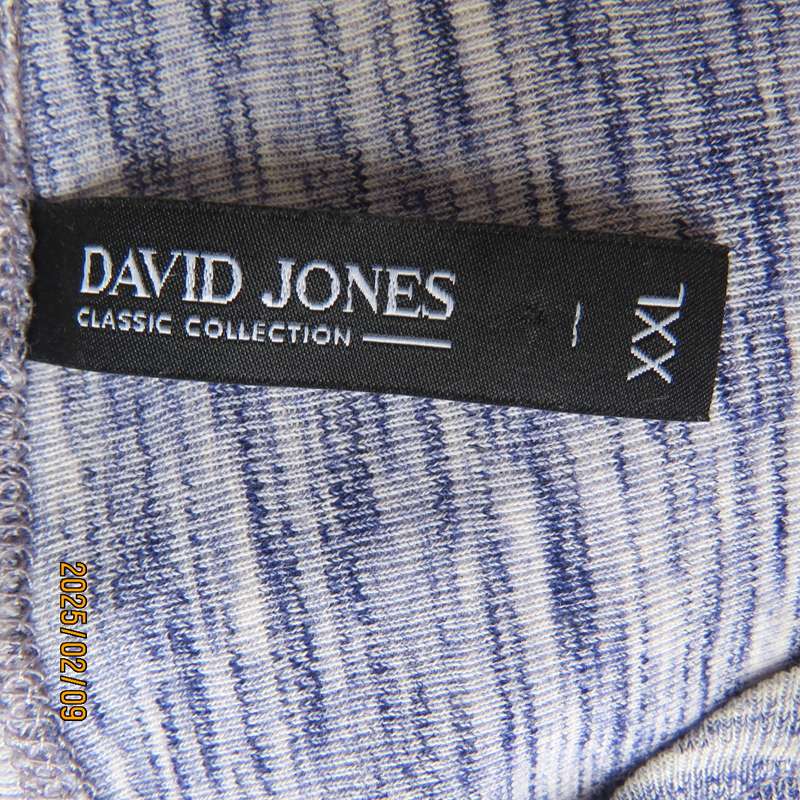 DAVID JONES
CLASSIC COLLECTION
XXL
2025/02/09